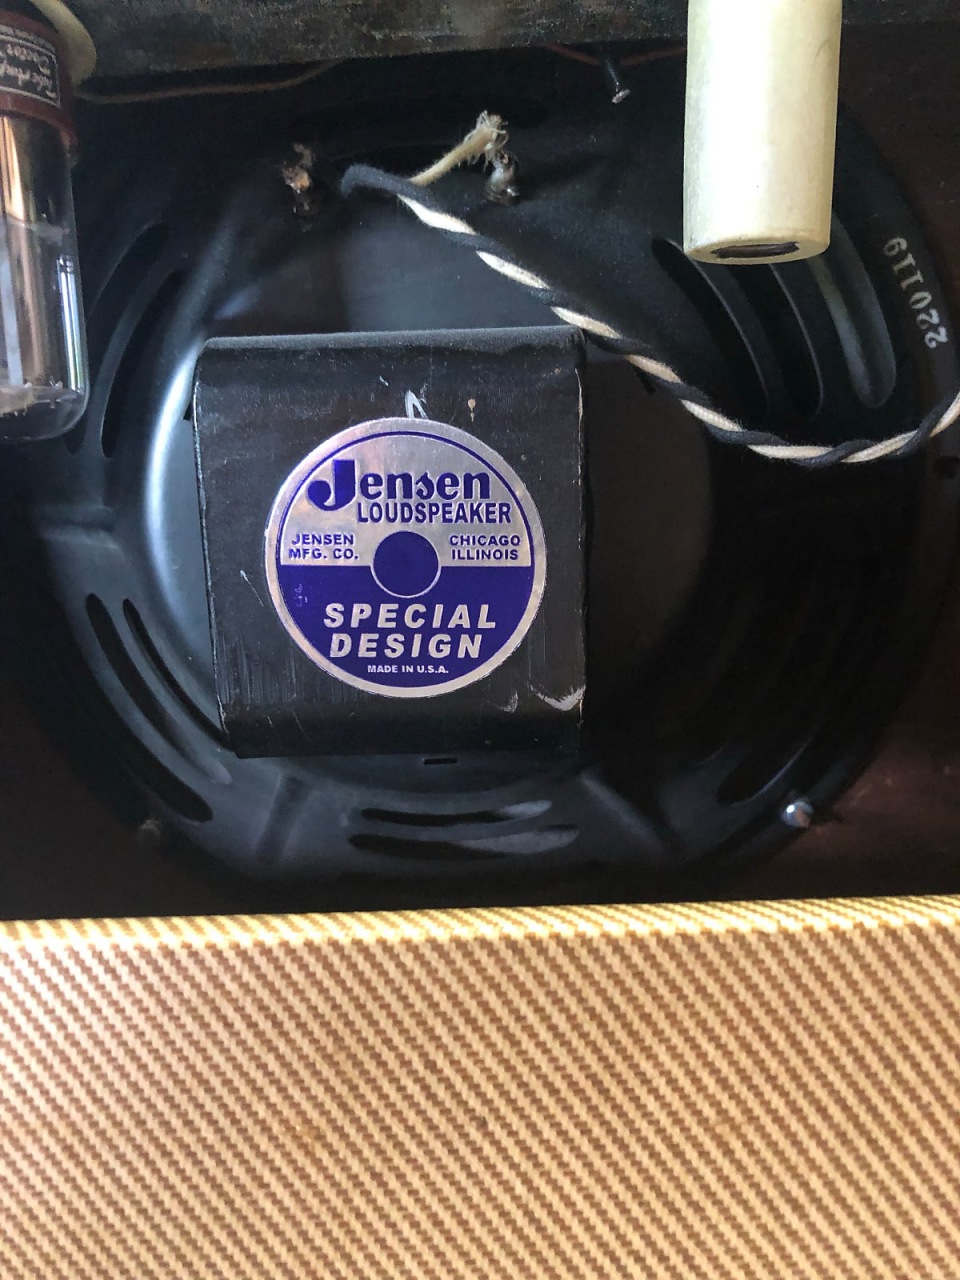 Jensen
LOUDSPEAKER
JENSEN MFG. CO.
CHICAGO ILLINOIS
SPECIAL
DESIGN
MADE IN U.S.A.
220119